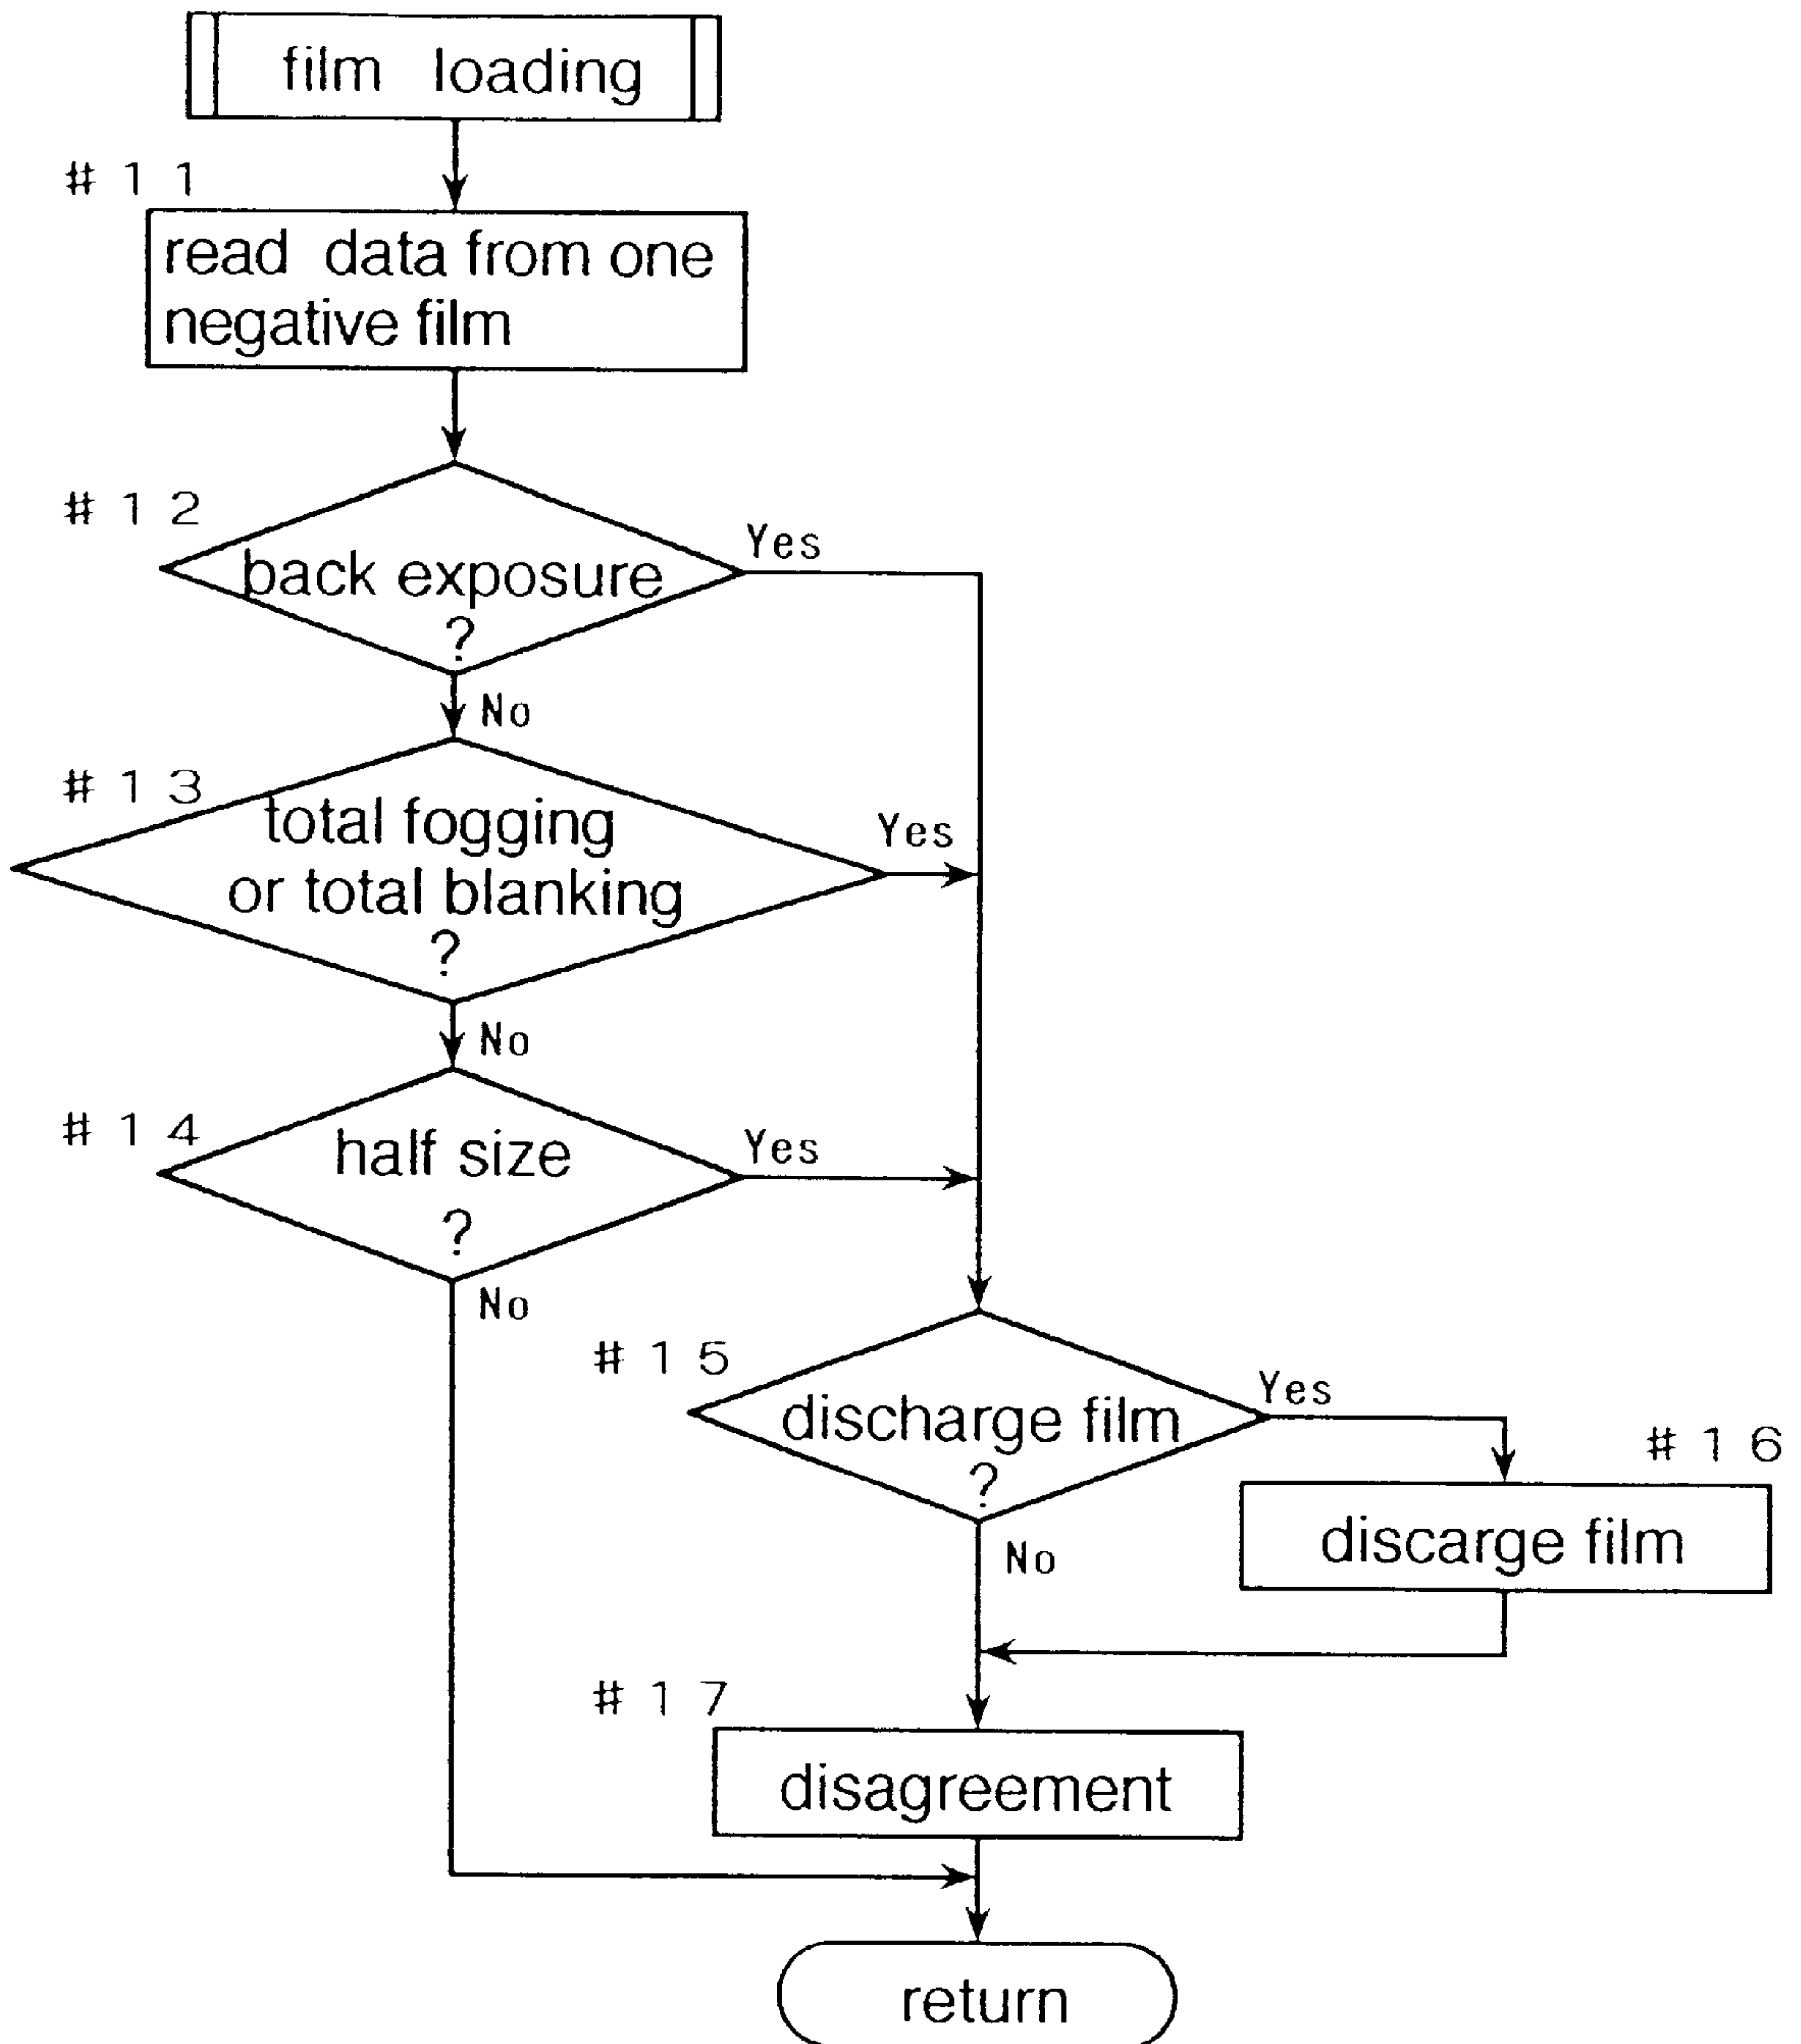 film loading
#11
read data from one
negative film
#12
back exposure
?
Yes
No
#13
total fogging
or total blanking
?
Yes
No
#14
half size
?
Yes
No
#15
discharge film
?
Yes
No
#16
discarge film
#17
disagreement
return